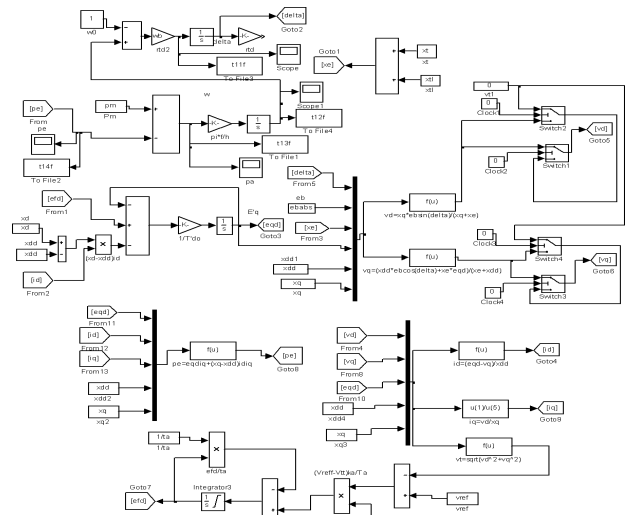 1
w0
wb
rtd2
1
s
delta
-K-
rtd
[delta]
Goto2
Scope
t11f
To File3
Goto1
[xe]
xt
xt
xtl
xtl
w
Scope1
[pe]
From
pe
pm
Pm
-K-
pi*f/h
1
s
t12f
To File4
t13f
To File1
t14f
To File2
pa
0
vt1
0
Clock1
Switch2
[vd]
Goto5
0
Clock2
Switch1
[efd]
From1
[delta]
From5
eb
ebabs
f(u)
vd=xq*ebsin(delta)/(xq+xe)
xd
xd
xdd
xdd
(xd-xdd)id
-K-
1/T'do
1
s
E'q
[eqd]
Goto3
[xe]
From3
[id]
From2
xdd1
xdd
xq
xq
f(u)
vq=(xdd*ebcos(delta)+xe*eqd)/(xe+xdd)
0
Clock3
Switch4
[vq]
Goto6
0
Clock4
Switch3
[eqd]
From11
[id]
From12
[iq]
From13
xdd
xdd2
xq
xq2
f(u)
pe=eqdiq+(xq-xdd)idiq
[pe]
Goto8
[vd]
From4
[vq]
From8
[eqd]
From10
xdd
xdd4
xq
xq3
f(u)
id=(eqd-vq)/xdd
[id]
Goto4
u(1)/u(5)
iq=vd/xq
[iq]
Goto9
f(u)
vt=sqrt(vd^2+vq^2)
1/ta
1/ta
efd/ta
(Vreff-Vtt)ka/Ta
Goto7
[efd]
Integrator3
1
s
vref
vref